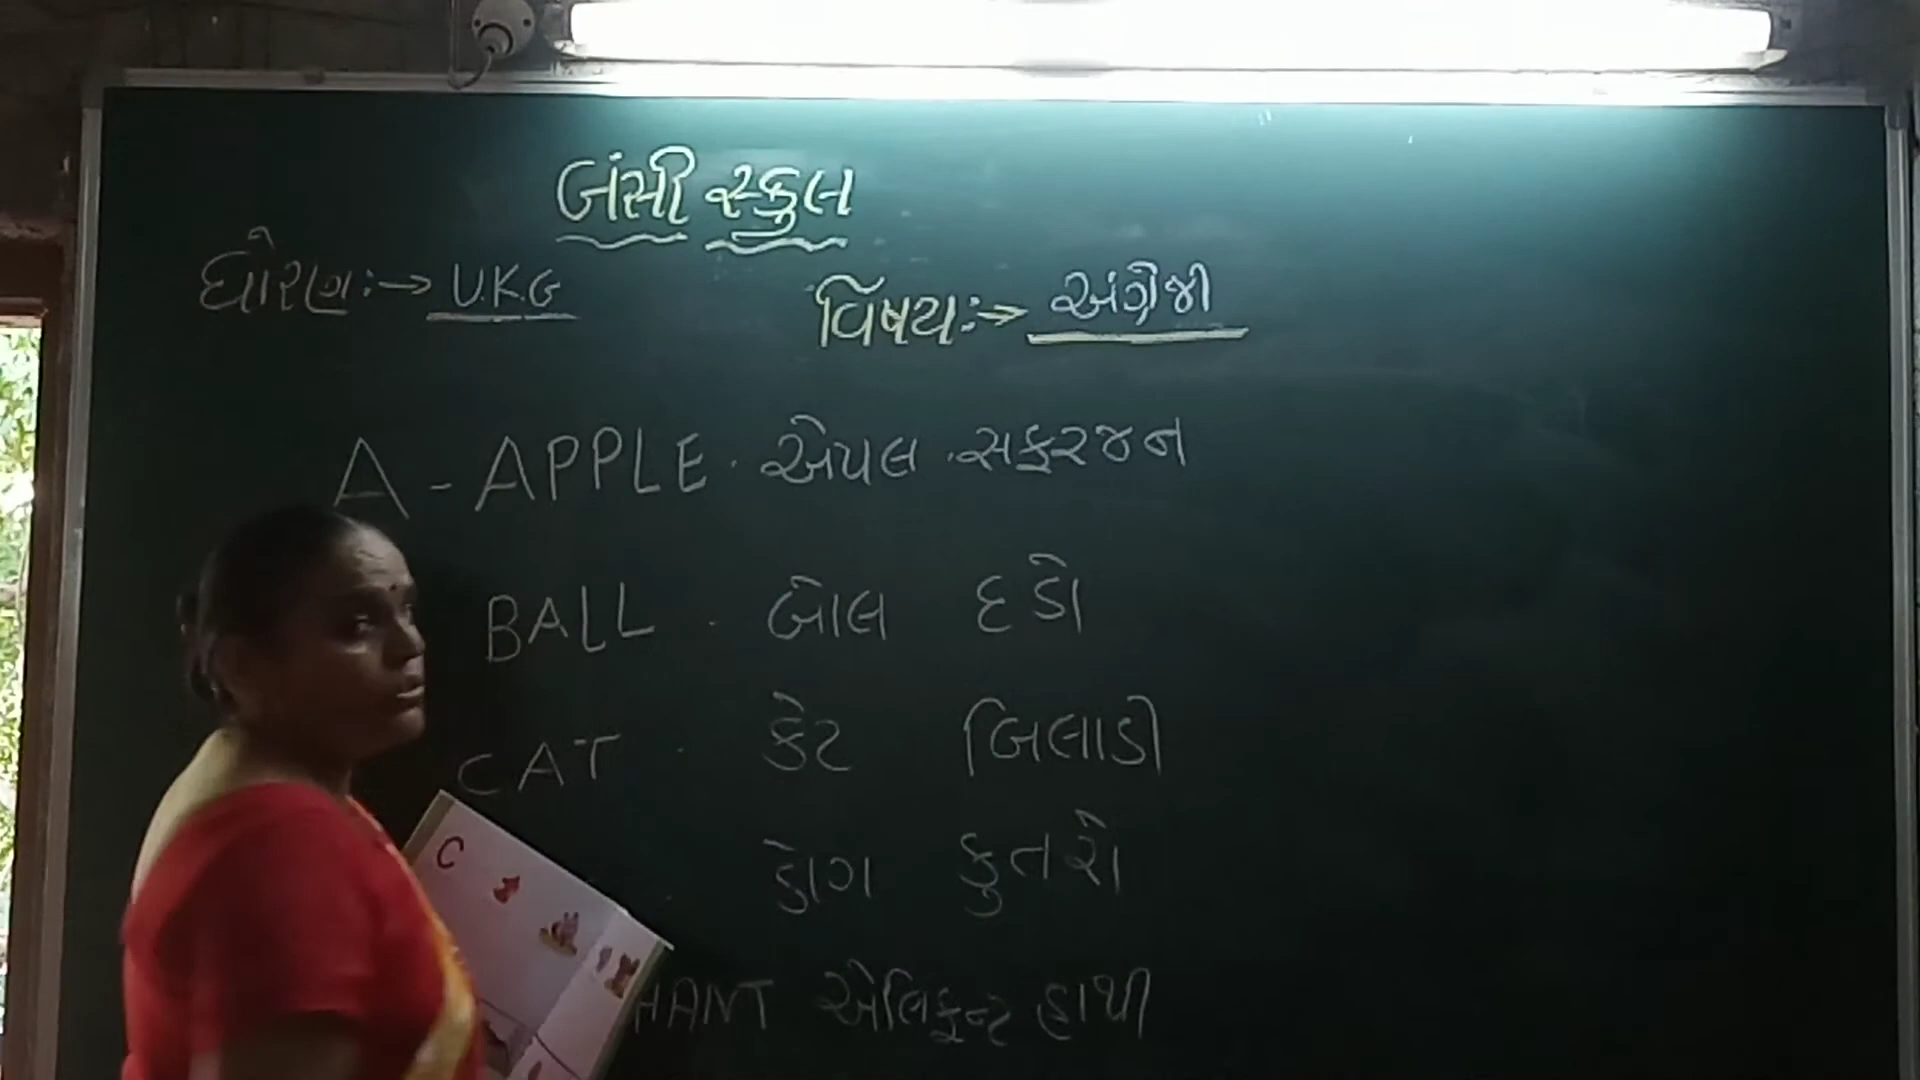 બંસી સ્કુલ
ધોરણ:→ U.K.G
વિષય:→ અંગ્રેજી
A - APPLE . એપલ . સફરજન
BALL . બોલ દડો
CAT . કેટ બિલાડી
ડોગ કુતરો
HANT એલિફન્ટ હાથી
C